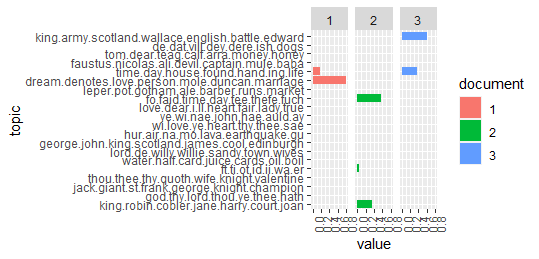 1 2 3
king.army.scotland.wallace.english.battle.edward
de.dat.vill.dey.dere.ish.dogs
tom.dear.teag.calf.arra.money.honey
faustus.nicolas.ali.devil.captain.mule.baba
time.day.house.found.hand.ing.life
dream.denotes.love.person.mole.duncan.marriage
leper.pot.gotham.ale.barber.runs.market
fo.faid.time.day.fee.thefe.fuch
love.dear.i.ll.heart.fair.lady.true
ye.wi.nae.john.hae.auld.ay
wi.love.ye.heart.thy.thee.sae
hur.air.na.mo.lava.earthquake.gu
george.john.king.scotland.james.cool.edinburgh
lord.de.willy.willie.sandy.town.wives
water.half.card.juice.cards.oil.boil
ft.ti.ot.id.ii.wa.er
thou.thee.thy.quoth.wife.knight.valentine
jack.giant.st.frank.george.knight.champion
god.thy.lord.thou.ye.thee.hath
king.robin.cobler.jane.harry.court.joan
topic
0.0 0.2 0.4 0.6 0.8 0.0 0.2 0.4 0.6 0.8 0.0 0.2 0.4 0.6 0.8
value
document
1
2
3